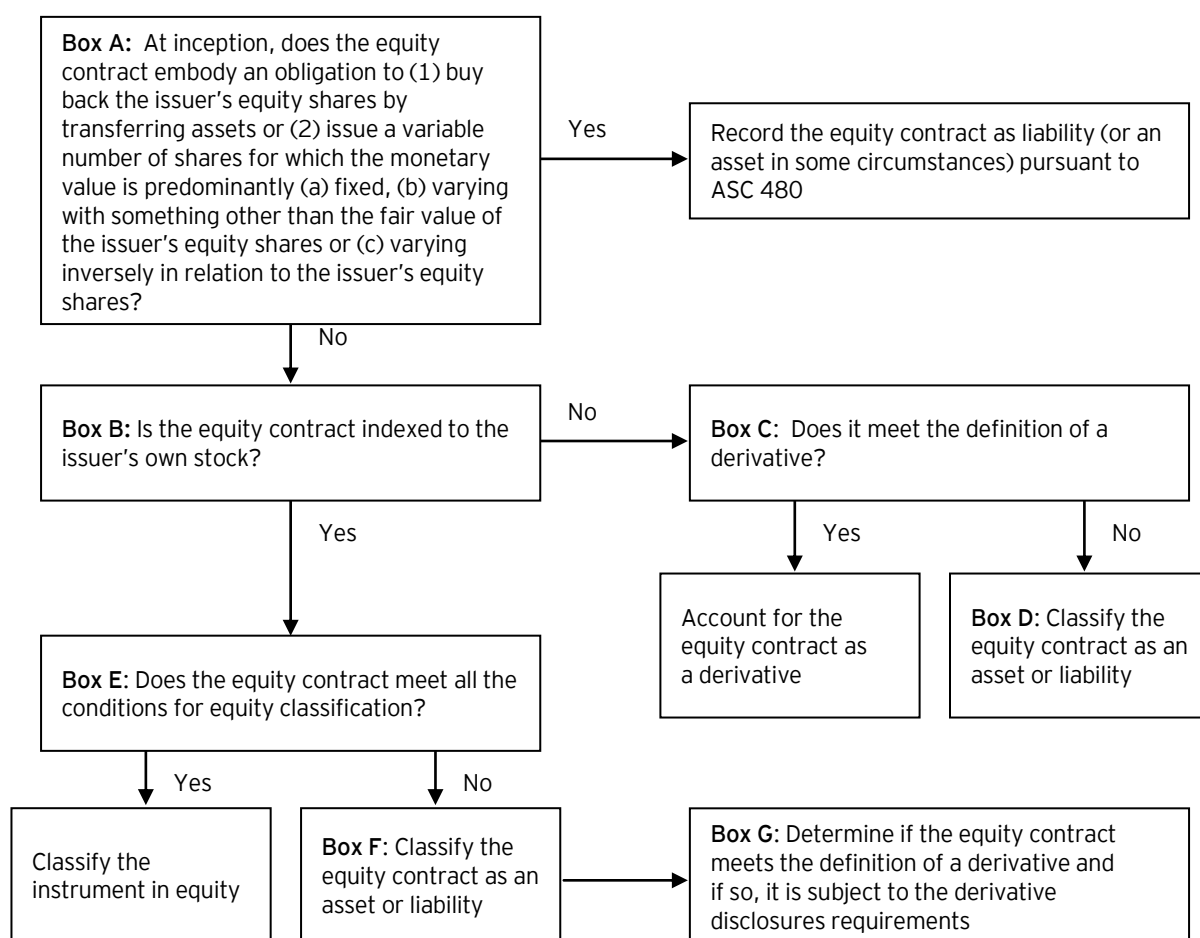 Box A: At inception, does the equity
contract embody an obligation to (1) buy
back the issuer's equity shares by
transferring assets or (2) issue a variable
number of shares for which the monetary
value is predominantly (a) fixed, (b) varying
with something other than the fair value of
the issuer's equity shares or (c) varying
inversely in relation to the issuer's equity
shares?
Yes
Record the equity contract as liability (or an
asset in some circumstances) pursuant to
ASC 480
No
Box B: Is the equity contract indexed to the
issuer's own stock?
No
Box C: Does it meet the definition of a
derivative?
Yes
Yes
No
Account for the
equity contract as
a derivative
Box D: Classify the
equity contract as an
asset or liability
Box E: Does the equity contract meet all the
conditions for equity classification?
Yes
No
Classify the
instrument in equity
Box F: Classify the
equity contract as an
asset or liability
Box G: Determine if the equity contract
meets the definition of a derivative and
if so, it is subject to the derivative
disclosures requirements